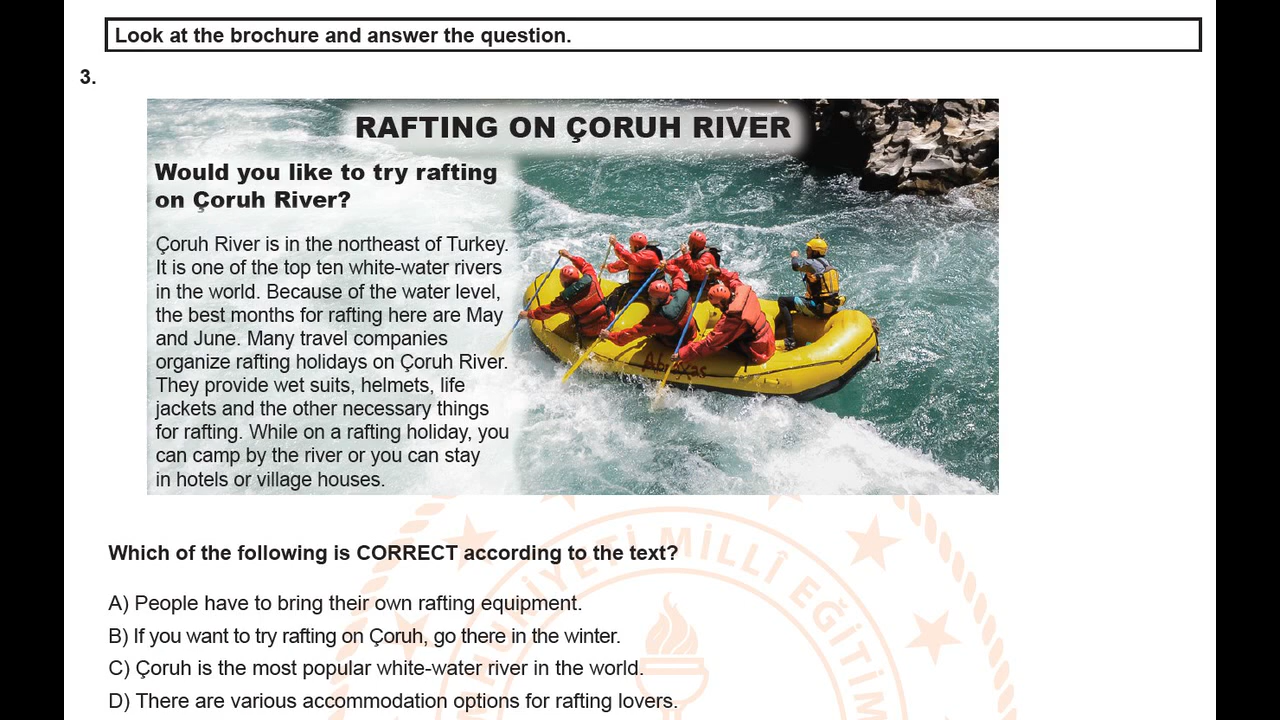 Look at the brochure and answer the question.
3.
RAFTING ON ÇORUH RIVER
Would you like to try rafting
on Çoruh River?
Çoruh River is in the northeast of Turkey.
It is one of the top ten white-water rivers
in the world. Because of the water level,
the best months for rafting here are May
and June. Many travel companies
organize rafting holidays on Çoruh River.
They provide wet suits, helmets, life
jackets and the other necessary things
for rafting. While on a rafting holiday, you
can camp by the river or you can stay
in hotels or village houses.
Which of the following is CORRECT according to the text?
A) People have to bring their own rafting equipment.
B) If you want to try rafting on Çoruh, go there in the winter.
C) Çoruh is the most popular white-water river in the world.
D) There are various accommodation options for rafting lovers.